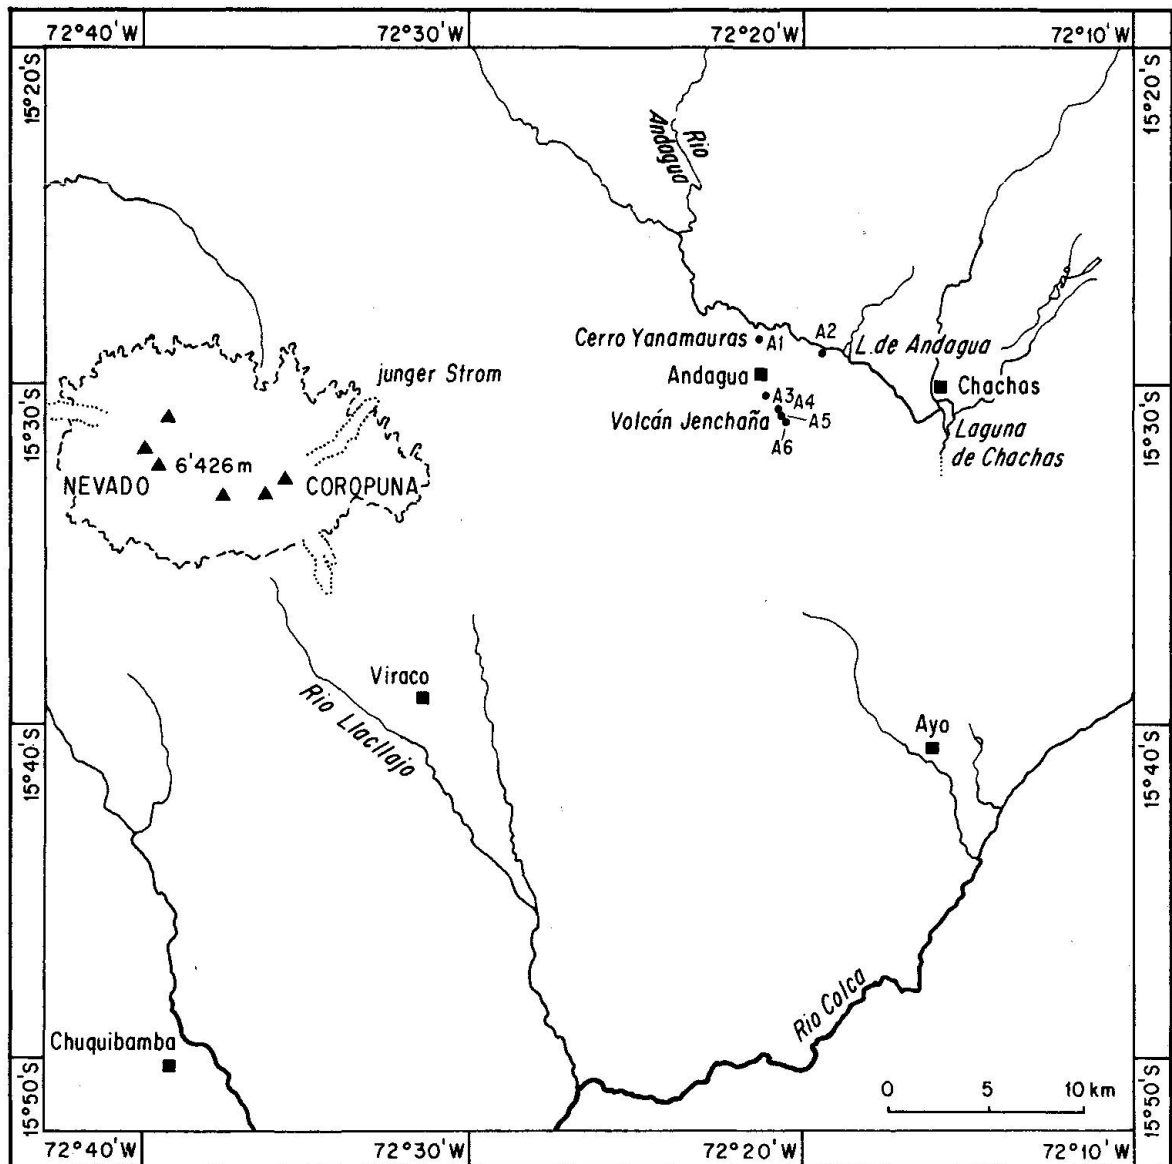 72°40'W 72°30'W 72°20'W 72°10'W
15°20'S
15°20'S
Rio
Andagua
Cerro Yanamauras
A1
A2
L. de Andagua
junger Strom
Andagua
Chachas
A3
A4
15°30'S
15°30'S
Volcán Jenchaña
A5
A6
Laguna
de Chachas
6'426 m
NEVADO
COROPUNA
Viraco
Rio Llacllajo
Ayo
15°40'S
15°40'S
Rio Colca
Chuquibamba
0 5 10 km
15°50'S
15°50'S
72°40'W 72°30'W 72°20'W 72°10'W